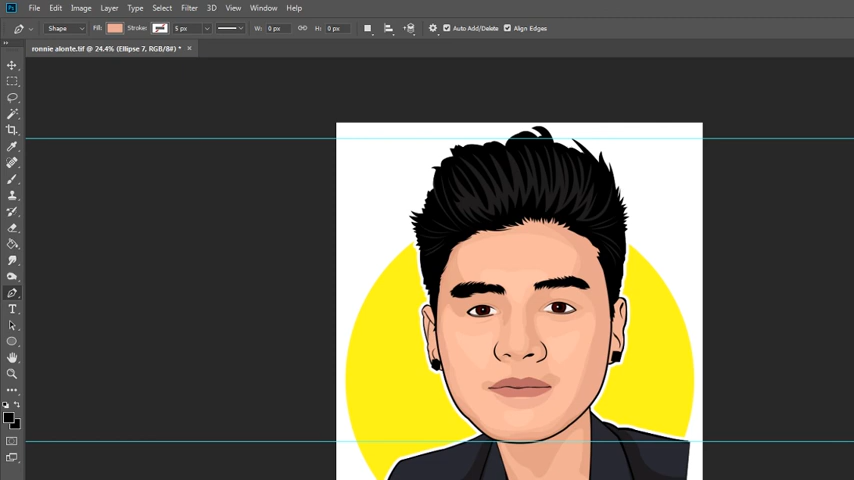 Ps File Edit Image Layer Type Select Filter 3D View Window Help
Shape Fill: Stroke: 5 px W: 0 px H: 0 px Auto Add/Delete Align Edges
ronnie alonte.tif @ 24.4% (Ellipse 7, RGB/8#) * ×
T